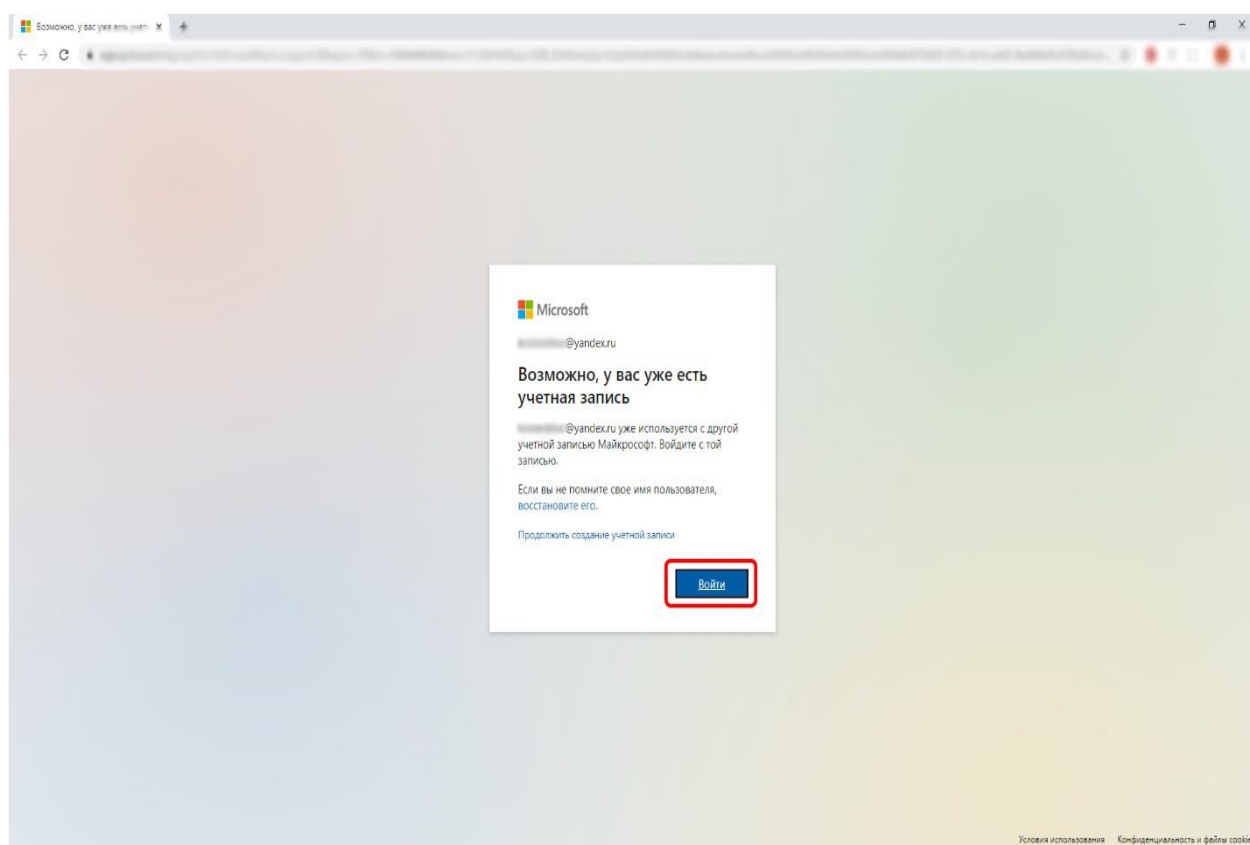 Возможно, у вас уже есть учет
Microsoft
@yandex.ru
Возможно, у вас уже есть
учетная запись
@yandex.ru уже используется с другой
учетной записью Майкрософт. Войдите с той
записью.
Если вы не помните свое имя пользователя,
восстановите его.
Продолжить создание учетной записи
Войти
Условия использования Конфиденциальность и файлы cookie